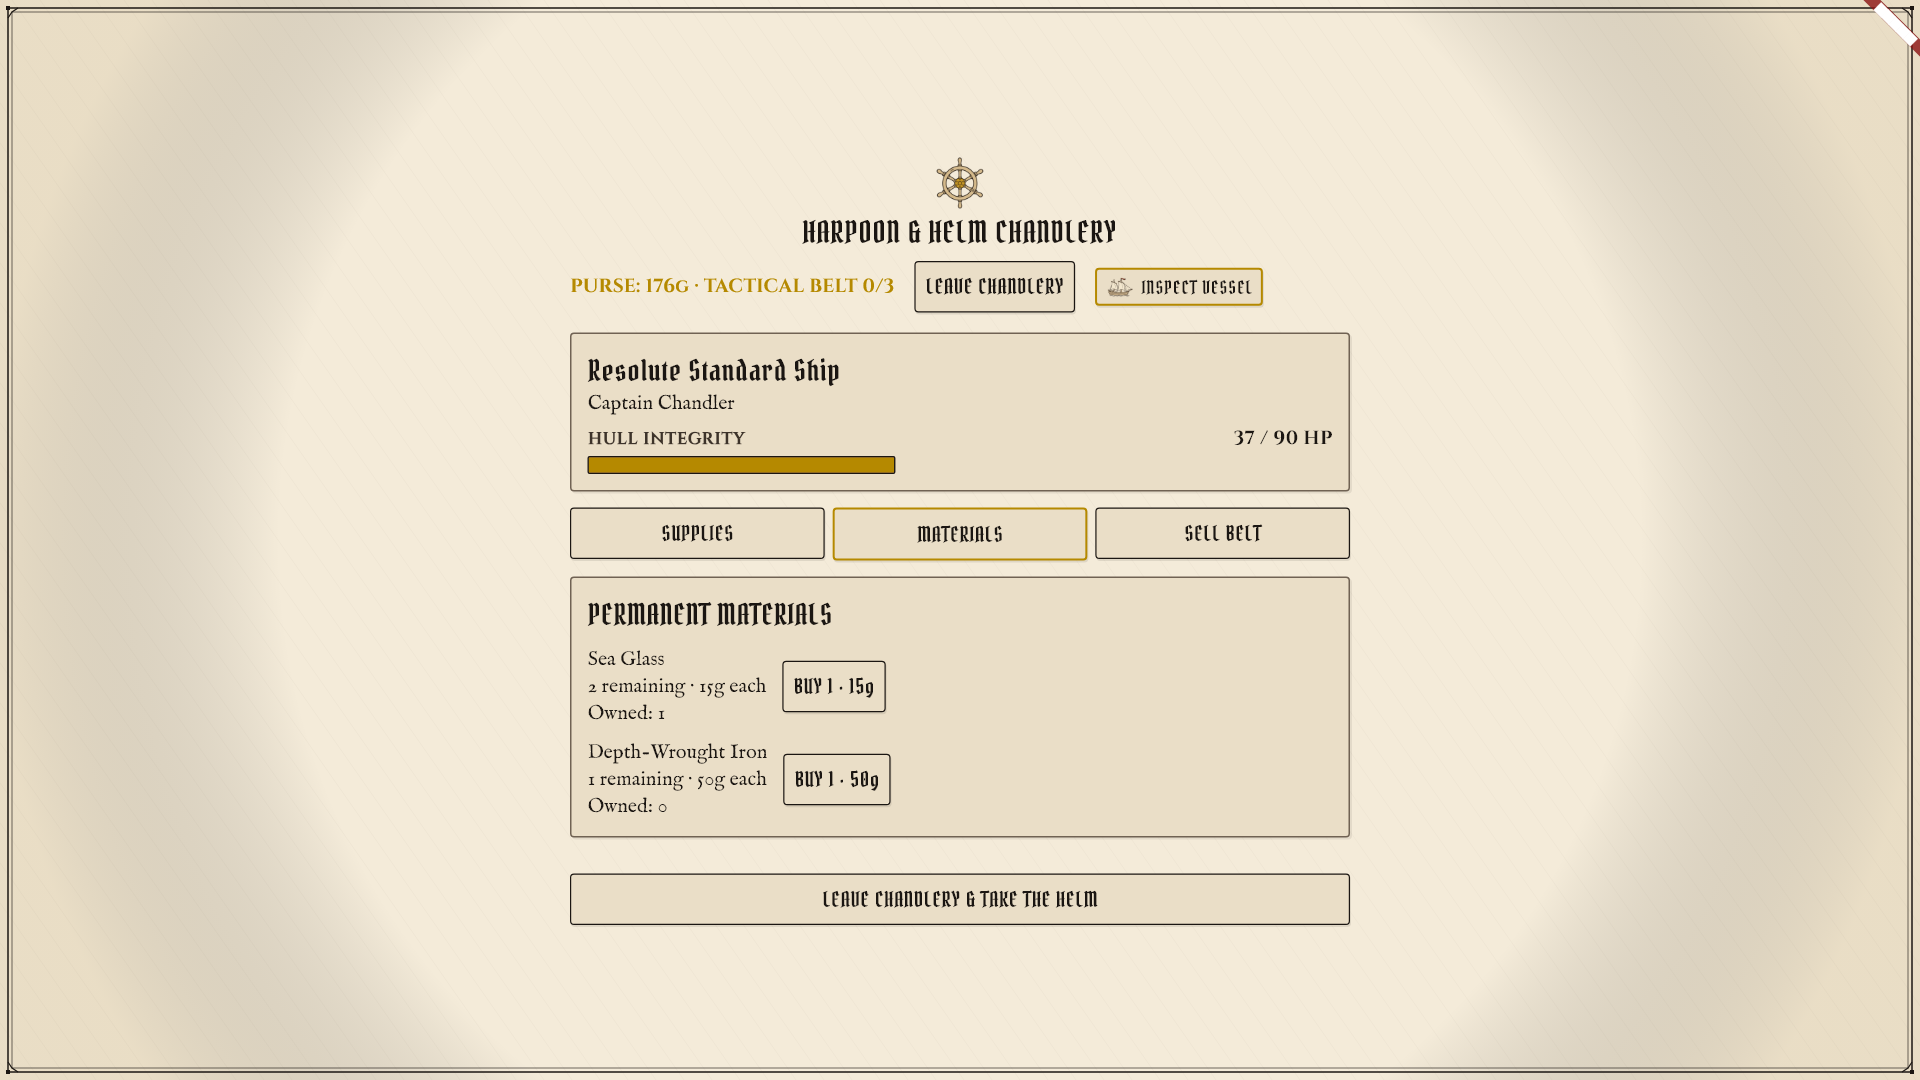 HARPOON & HELM CHANDLERY
PURSE: 176G · TACTICAL BELT 0/3
LEAVE CHANDLERY
INSPECT VESSEL
Resolute Standard Ship
Captain Chandler
HULL INTEGRITY
37 / 90 HP
SUPPLIES
MATERIALS
SELL BELT
PERMANENT MATERIALS
Sea Glass
2 remaining · 15g each
Owned: 1
BUY 1 · 15g
Depth-Wrought Iron
1 remaining · 50g each
Owned: 0
BUY 1 · 50g
LEAVE CHANDLERY & TAKE THE HELM